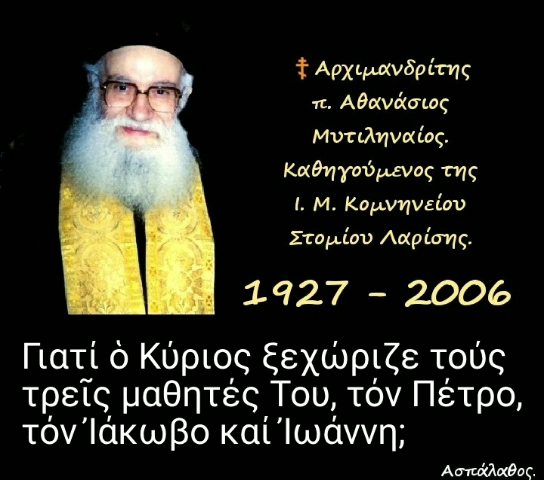 ‡ Αρχιμανδρίτης
π. Αθανάσιος
Μυτιληναίος.
Καθηγούμενος της
Ι. Μ. Κομνηνείου
Στομίου Λαρίσης.
1927 - 2006
Γιατί ὁ Κύριος ξεχώριζε τούς
τρεῖς μαθητές Του, τόν Πέτρο,
τόν Ἰάκωβο καί Ἰωάννη;
Ασπάλαθος.